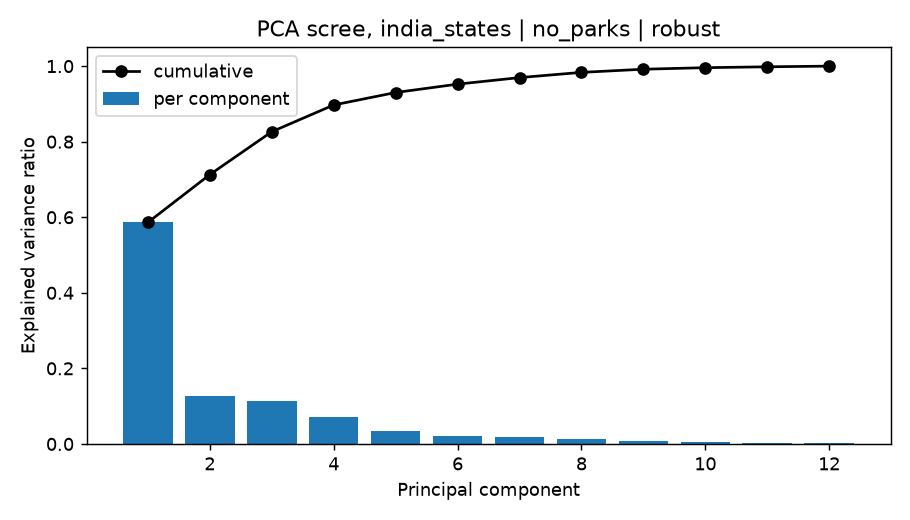 PCA scree, india_states | no_parks | robust
cumulative
per component
Explained variance ratio
1.0
0.8
0.6
0.4
0.2
0.0
2 4 6 8 10 12
Principal component